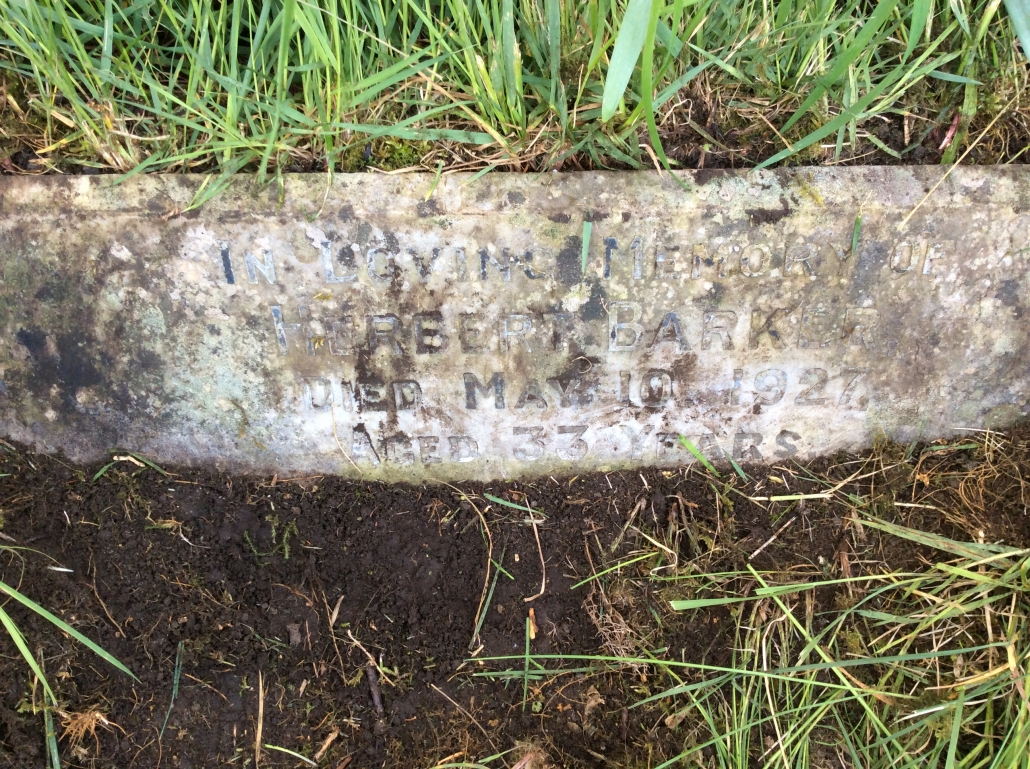 In Loving Memory of
Herbert Barker
Died May 10 1927,
Aged 33 Years